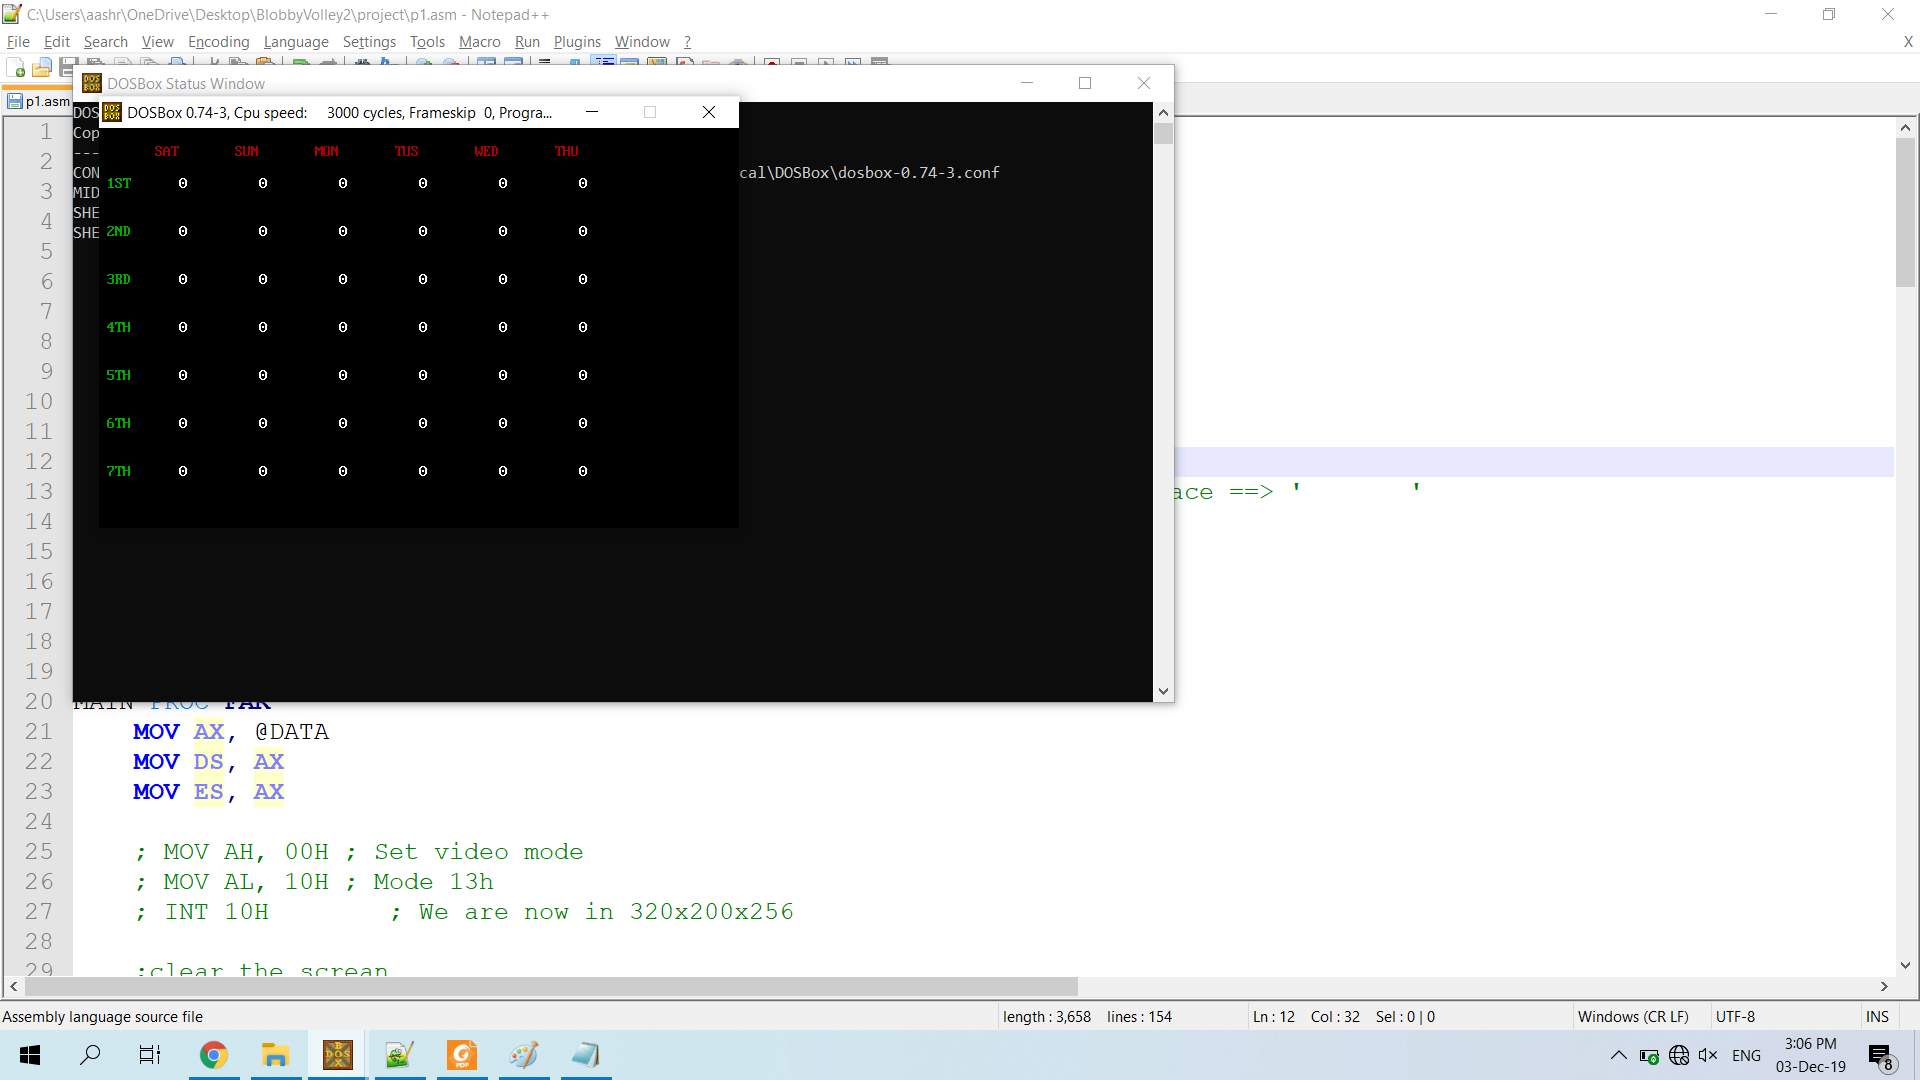 C:\Users\aashr\OneDrive\Desktop\BlobbyVolley2\project\p1.asm - Notepad++
File Edit Search View Encoding Language Settings Tools Macro Run Plugins Window ?
X
DOSBox Status Window
p1.asm
DOSBox 0.74-3, Cpu speed: 3000 cycles, Frameskip 0, Progra...
DOS
Cop
----
CON cal\DOSBox\dosbox-0.74-3.conf
MID
SHE
SHE
SAT SUN MON TUS WED THU
1ST 0 0 0 0 0 0
2ND 0 0 0 0 0 0
3RD 0 0 0 0 0 0
4TH 0 0 0 0 0 0
5TH 0 0 0 0 0 0
6TH 0 0 0 0 0 0
7TH 0 0 0 0 0 0
1
2
3
4
5
6
7
8
9
10
11
12
13 ace ==> ' '
14
15
16
17
18
19
20 MAIN PROC FAR
21 MOV AX, @DATA
22 MOV DS, AX
23 MOV ES, AX
24
25 ; MOV AH, 00H ; Set video mode
26 ; MOV AL, 10H ; Mode 13h
27 ; INT 10H ; We are now in 320x200x256
28
29 ;clear the screan
Assembly language source file length : 3,658 lines : 154 Ln : 12 Col : 32 Sel : 0 | 0 Windows (CR LF) UTF-8 INS
ENG
3:06 PM
03-Dec-19
8